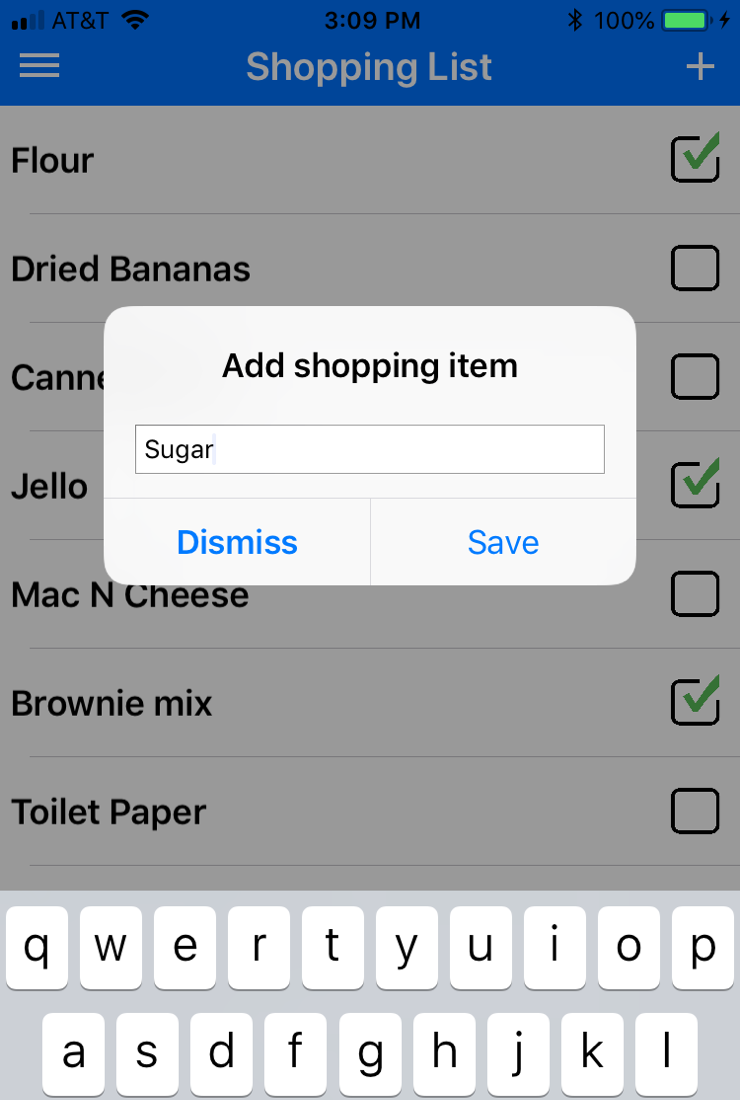 AT&T 3:09 PM 100%
Shopping List +
Flour
Dried Bananas
Add shopping item
Sugar
Jello
Dismiss Save
Mac N Cheese
Brownie mix
Toilet Paper
q w e r t y u i o p
a s d f g h j k l